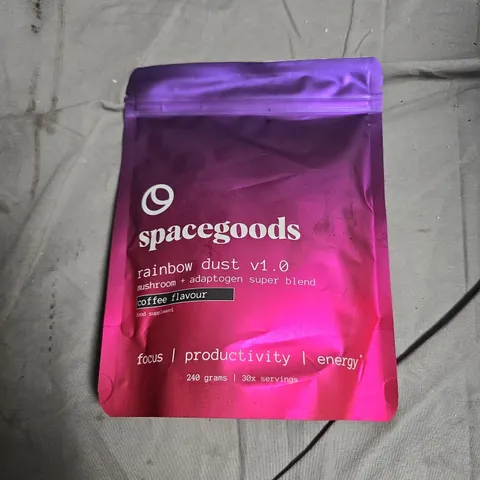 spacegoods
rainbow dust v1.0
mushroom + adaptogen super blend
coffee flavour
food supplement
focus | productivity | energy*
240 grams | 30x servings